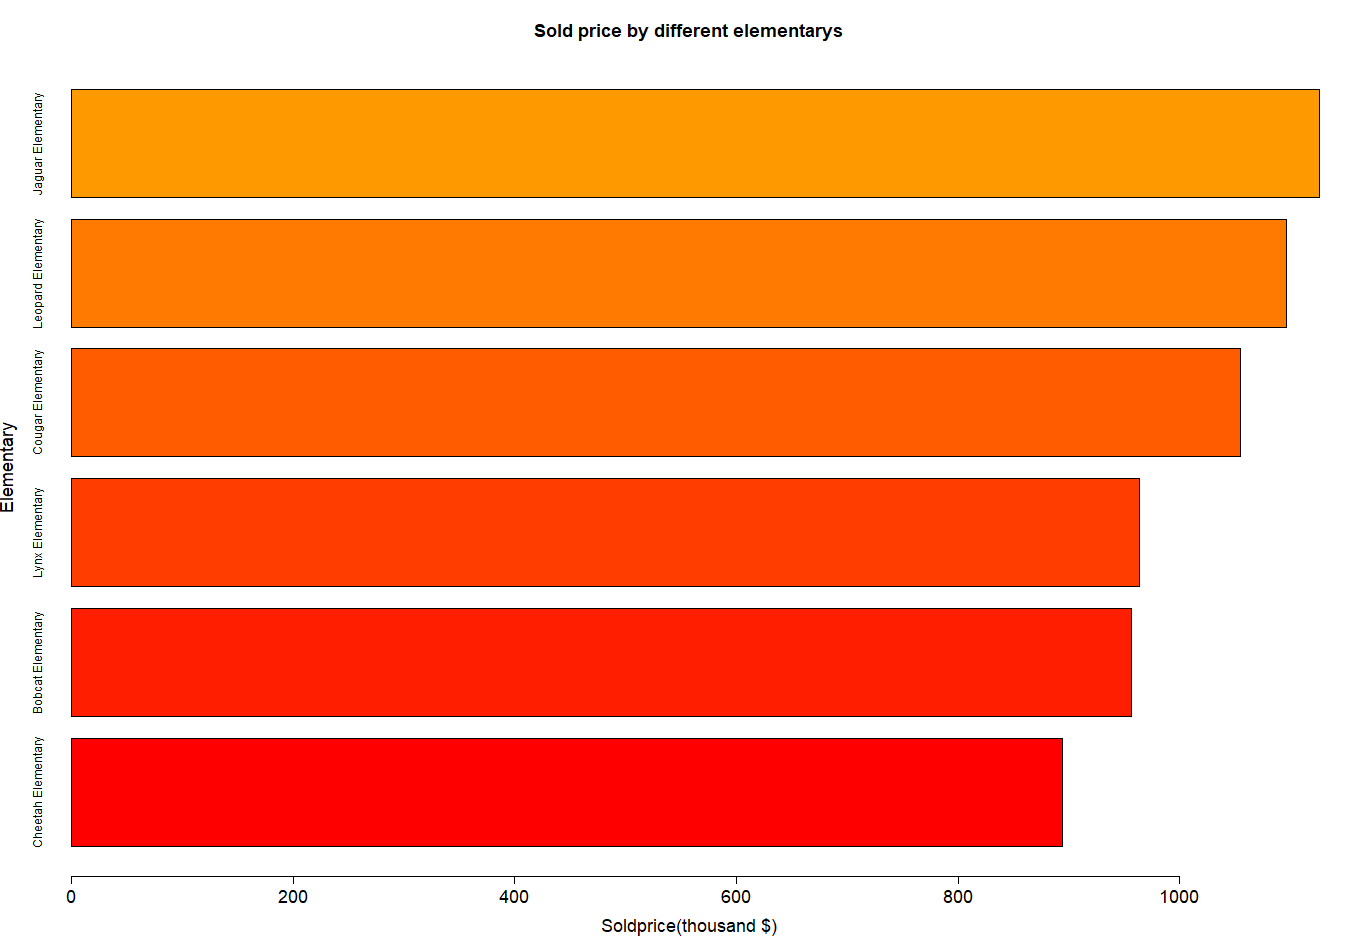 Sold price by different elementarys
Elementary
Jaguar Elementary
Leopard Elementary
Cougar Elementary
Lynx Elementary
Bobcat Elementary
Cheetah Elementary
0 200 400 600 800 1000
Soldprice(thousand $)